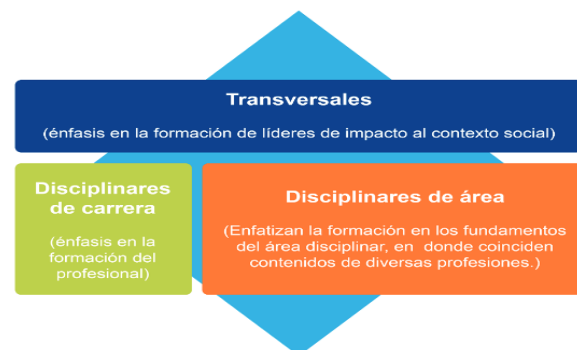 Transversales
(énfasis en la formación de líderes de impacto al contexto social)
Disciplinares
de carrera
(énfasis en la
formación del
profesional)
Disciplinares de área
(Enfatizan la formación en los fundamentos
del área disciplinar, en donde coinciden
contenidos de diversas profesiones.)